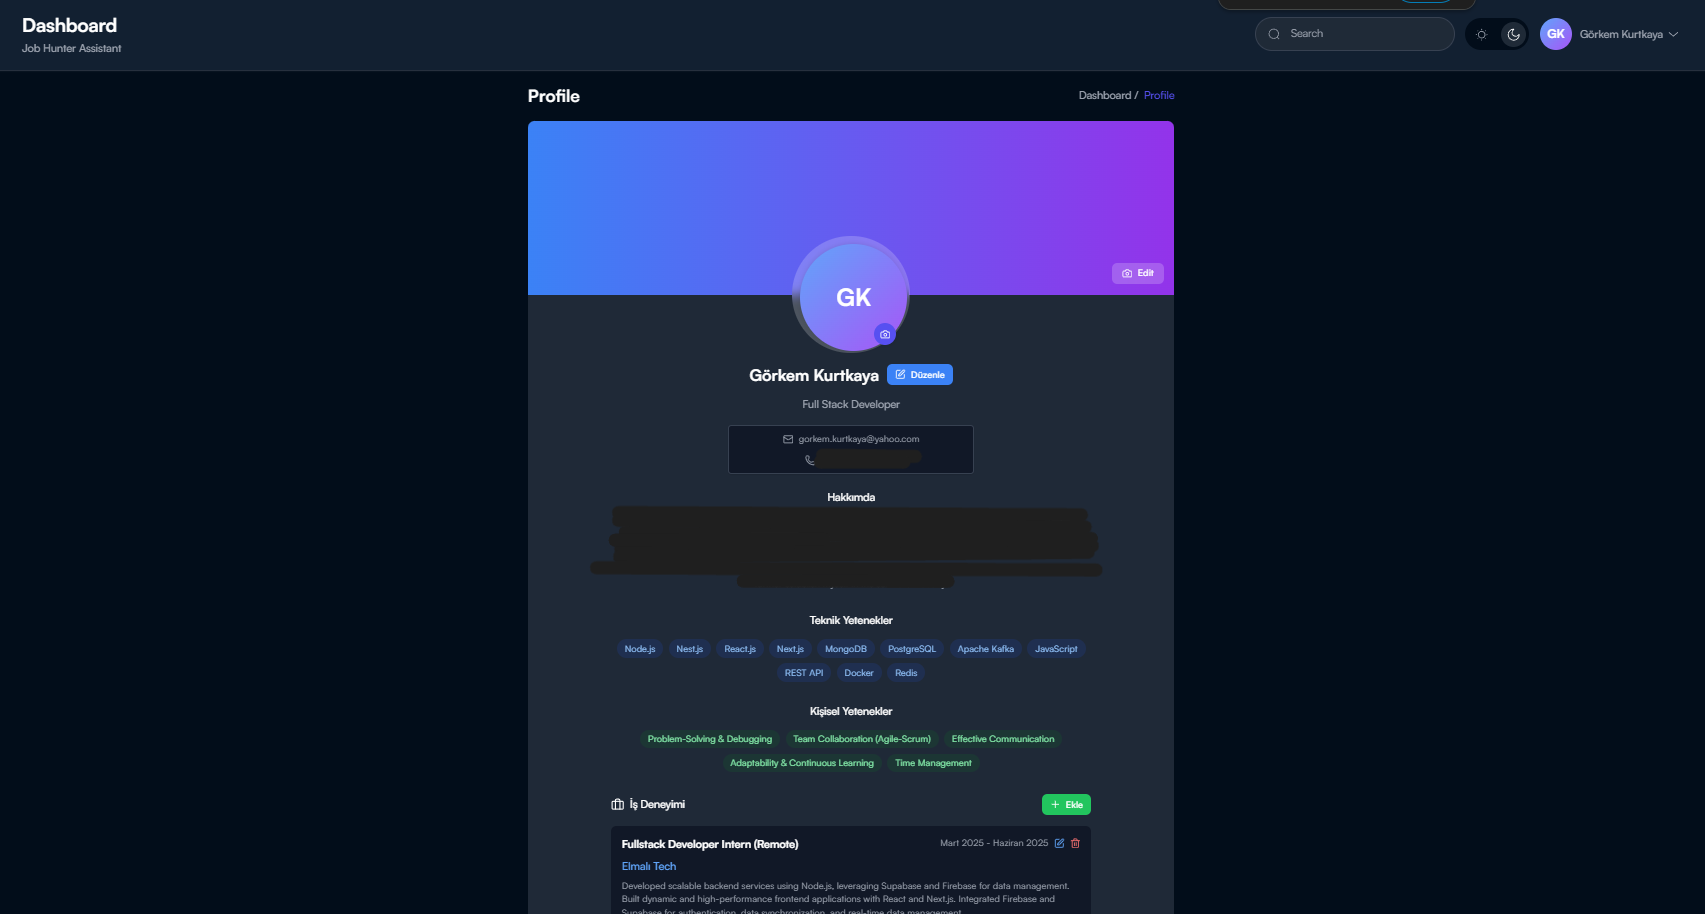 Dashboard
Job Hunter Assistant
Search
GK
Görkem Kurtkaya
Profile
Dashboard / Profile
Edit
GK
Görkem Kurtkaya
Düzenle
Full Stack Developer
gorkem.kurtkaya@yahoo.com
Hakkımda
Teknik Yetenekler
Node.js Nest.js React.js Next.js MongoDB PostgreSQL Apache Kafka JavaScript
REST API Docker Redis
Kişisel Yetenekler
Problem-Solving & Debugging Team Collaboration (Agile-Scrum) Effective Communication
Adaptability & Continuous Learning Time Management
İş Deneyimi
+ Ekle
Fullstack Developer Intern (Remote)
Mart 2025 - Haziran 2025
Elmalı Tech
Developed scalable backend services using Node.js, leveraging Supabase and Firebase for data management.
Built dynamic and high-performance frontend applications with React and Next.js. Integrated Firebase and
Supabase for authentication, data synchronization, and real-time data management.